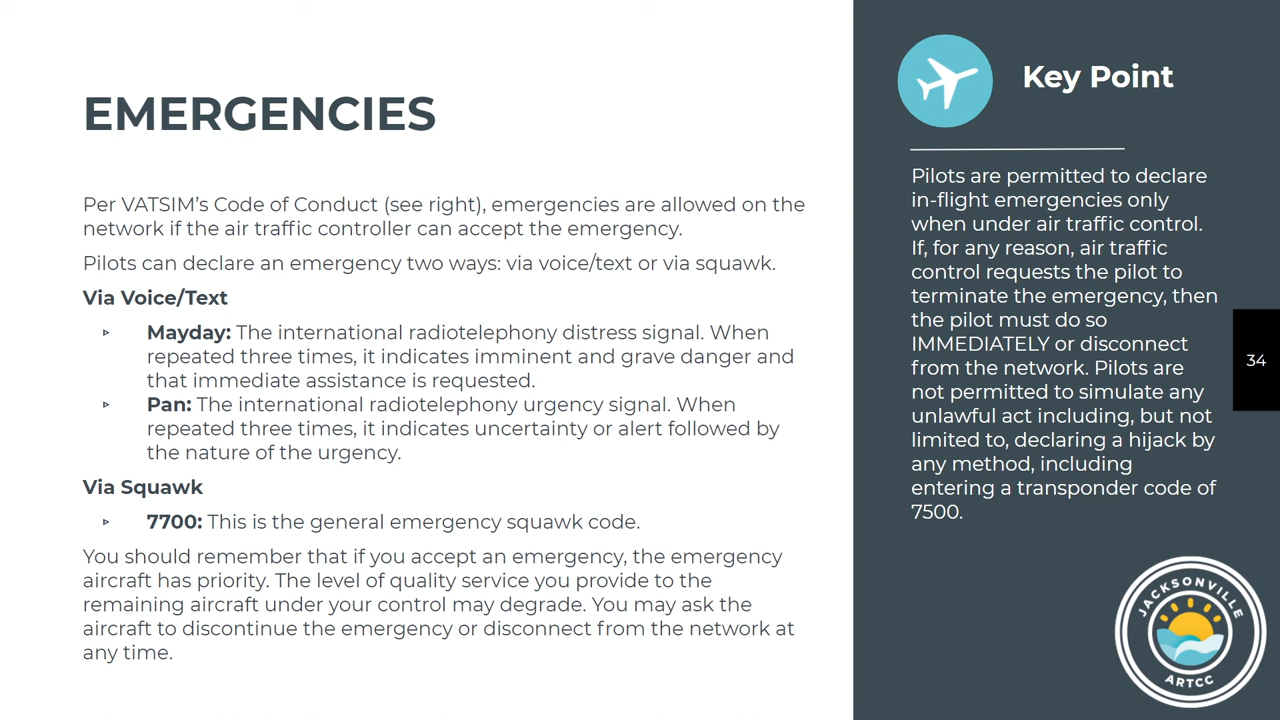 EMERGENCIES
Per VATSIM’s Code of Conduct (see right), emergencies are allowed on the
network if the air traffic controller can accept the emergency.
Pilots can declare an emergency two ways: via voice/text or via squawk.
Via Voice/Text
Mayday: The international radiotelephony distress signal. When
repeated three times, it indicates imminent and grave danger and
that immediate assistance is requested.
Pan: The international radiotelephony urgency signal. When
repeated three times, it indicates uncertainty or alert followed by
the nature of the urgency.
Via Squawk
7700: This is the general emergency squawk code.
You should remember that if you accept an emergency, the emergency
aircraft has priority. The level of quality service you provide to the
remaining aircraft under your control may degrade. You may ask the
aircraft to discontinue the emergency or disconnect from the network at
any time.
Key Point
Pilots are permitted to declare
in-flight emergencies only
when under air traffic control.
If, for any reason, air traffic
control requests the pilot to
terminate the emergency, then
the pilot must do so
IMMEDIATELY or disconnect
from the network. Pilots are
not permitted to simulate any
unlawful act including, but not
limited to, declaring a hijack by
any method, including
entering a transponder code of
7500.
34
JACKSONVILLE
ARTCC